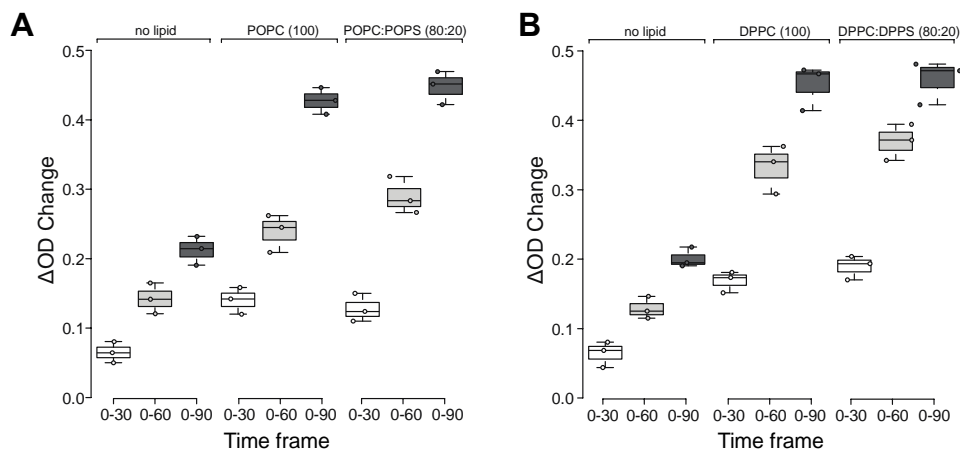 A
no lipid
POPC (100)
POPC:POPS (80:20)
0.5
0.4
0.3
0.2
0.1
0.0
ΔOD Change
0-30 0-60 0-90 0-30 0-60 0-90 0-30 0-60 0-90
Time frame
B
no lipid
DPPC (100)
DPPC:DPPS (80:20)
0.5
0.4
0.3
0.2
0.1
0.0
ΔOD Change
0-30 0-60 0-90 0-30 0-60 0-90 0-30 0-60 0-90
Time frame